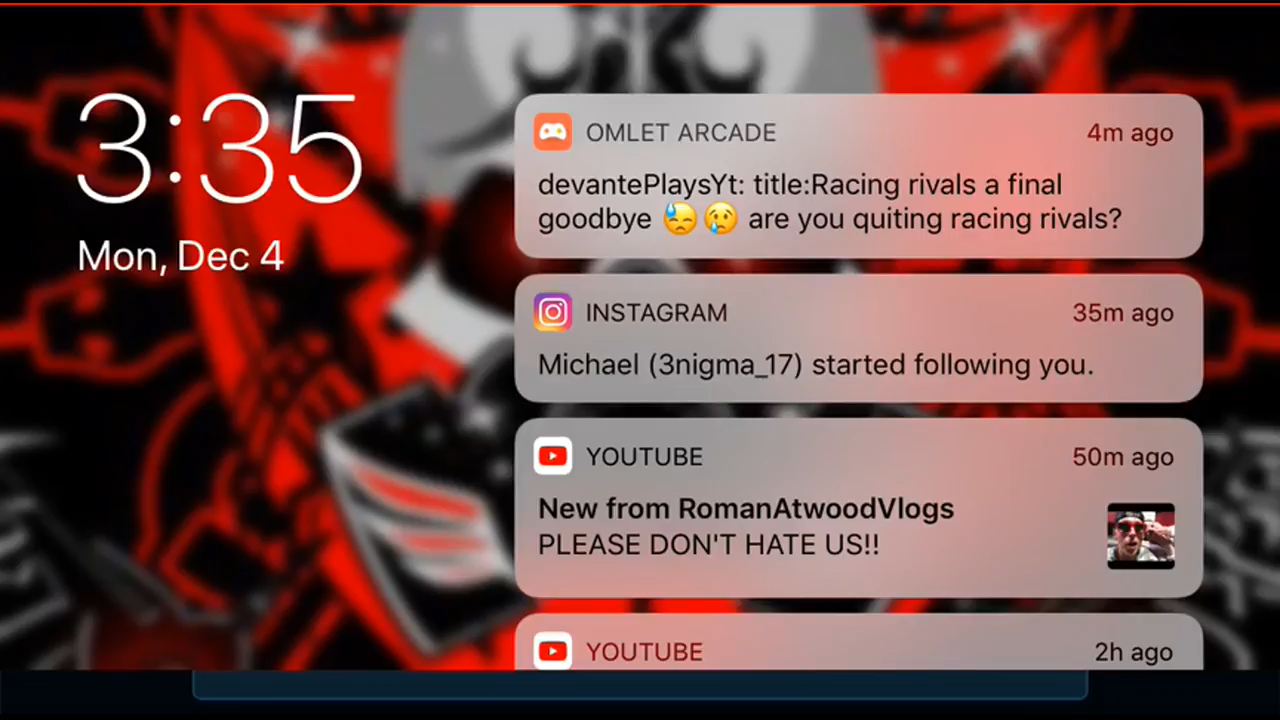 3:35
Mon, Dec 4
OMLET ARCADE 4m ago
devantePlaysYt: title:Racing rivals a final
goodbye 😓😢 are you quiting racing rivals?
INSTAGRAM 35m ago
Michael (3nigma_17) started following you.
YOUTUBE 50m ago
New from RomanAtwoodVlogs
PLEASE DON'T HATE US!!
YOUTUBE 2h ago